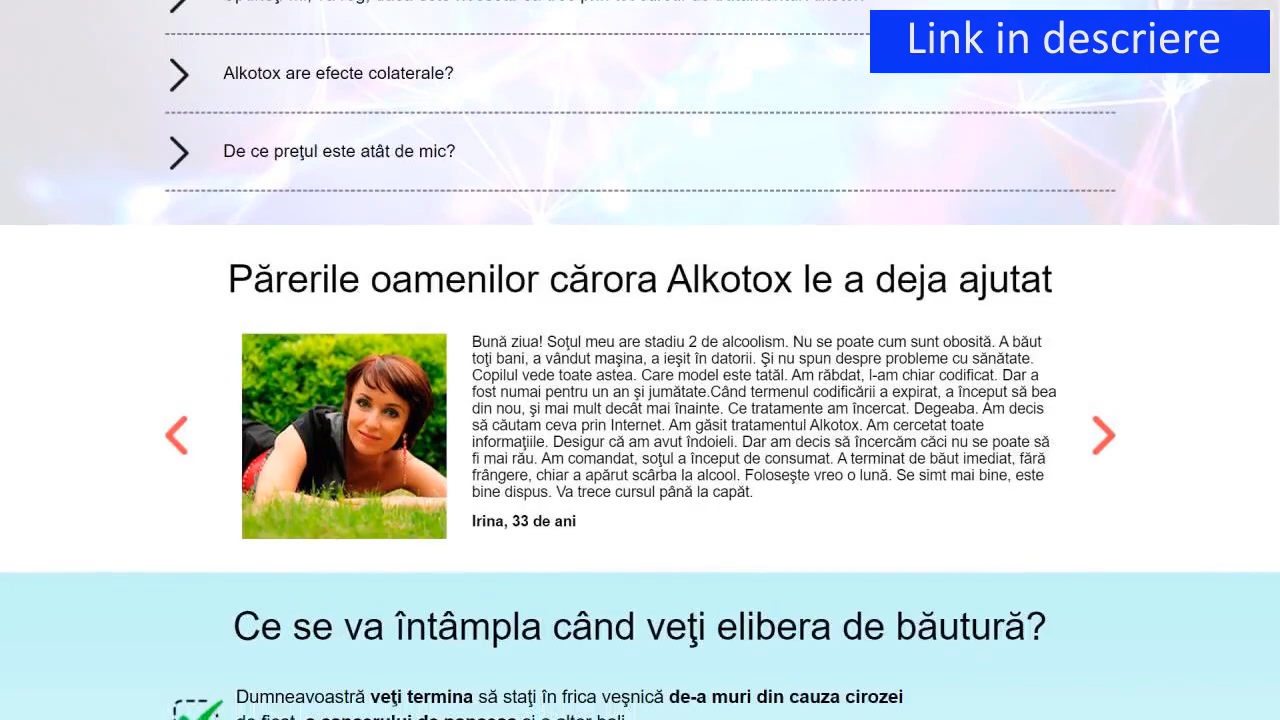 Link in descriere
Alkotox are efecte colaterale?
De ce preţul este atât de mic?
Părerile oamenilor cărora Alkotox le a deja ajutat
Bună ziua! Soţul meu are stadiu 2 de alcoolism. Nu se poate cum sunt obosită. A băut
toţi bani, a vândut maşina, a ieşit în datorii. Şi nu spun despre probleme cu sănătate.
Copilul vede toate astea. Care model este tatăl. Am răbdat, l-am chiar codificat. Dar a
fost numai pentru un an şi jumătate.Când termenul codificării a expirat, a început să bea
din nou, şi mai mult decât mai înainte. Ce tratamente am încercat. Degeaba. Am decis
să căutam ceva prin Internet. Am găsit tratamentul Alkotox. Am cercetat toate
informaţiile. Desigur că am avut îndoieli. Dar am decis să încercăm căci nu se poate să
fi mai rău. Am comandat, soţul a început de consumat. A terminat de băut imediat, fără
frângere, chiar a apărut scârba la alcool. Foloseşte vreo o lună. Se simt mai bine, este
bine dispus. Va trece cursul până la capăt.
Irina, 33 de ani
Ce se va întâmpla când veţi elibera de băutură?
Dumneavoastră veţi termina să staţi în frica veşnică de-a muri din cauza cirozei